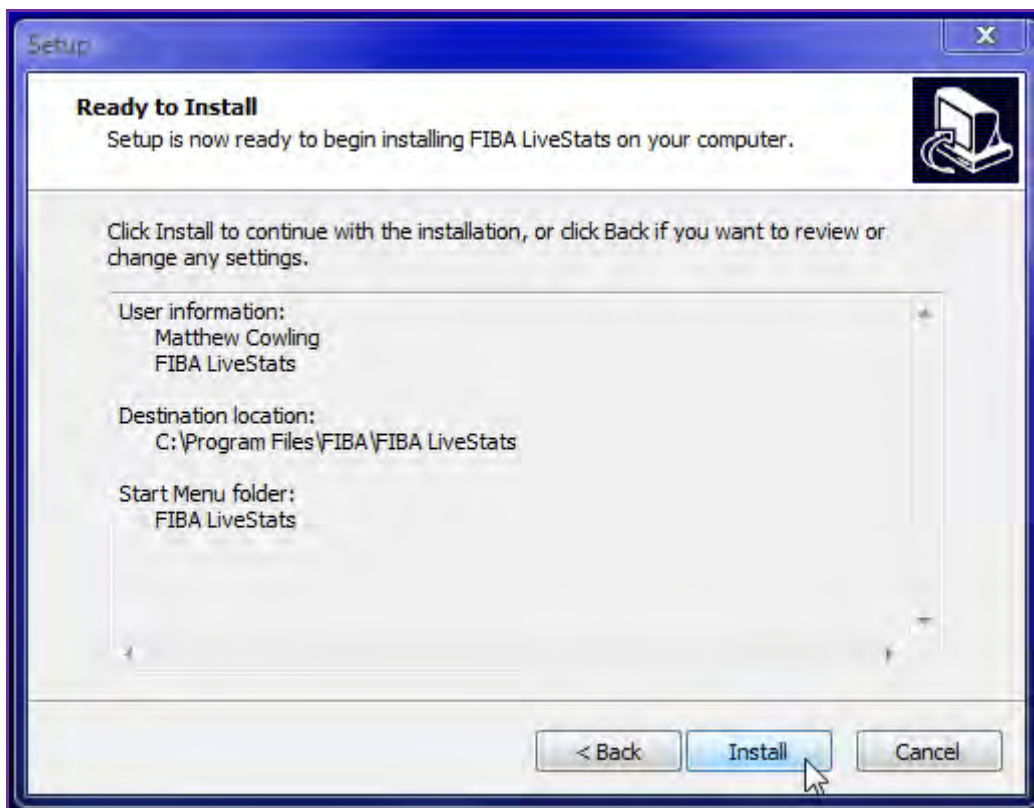 Setup
Ready to Install
Setup is now ready to begin installing FIBA LiveStats on your computer.
Click Install to continue with the installation, or click Back if you want to review or
change any settings.
User information:
Matthew Cowling
FIBA LiveStats
Destination location:
C:\Program Files\FIBA\FIBA LiveStats
Start Menu folder:
FIBA LiveStats
< Back
Install
Cancel